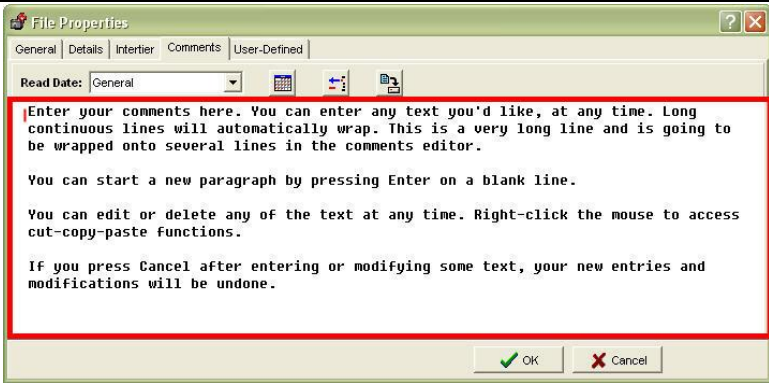 File Properties
General Details Intertier Comments User-Defined
Read Date: General
Enter your comments here. You can enter any text you'd like, at any time. Long
continuous lines will automatically wrap. This is a very long line and is going to
be wrapped onto several lines in the comments editor.
You can start a new paragraph by pressing Enter on a blank line.
You can edit or delete any of the text at any time. Right-click the mouse to access
cut-copy-paste functions.
If you press Cancel after entering or modifying some text, your new entries and
modifications will be undone.
OK Cancel